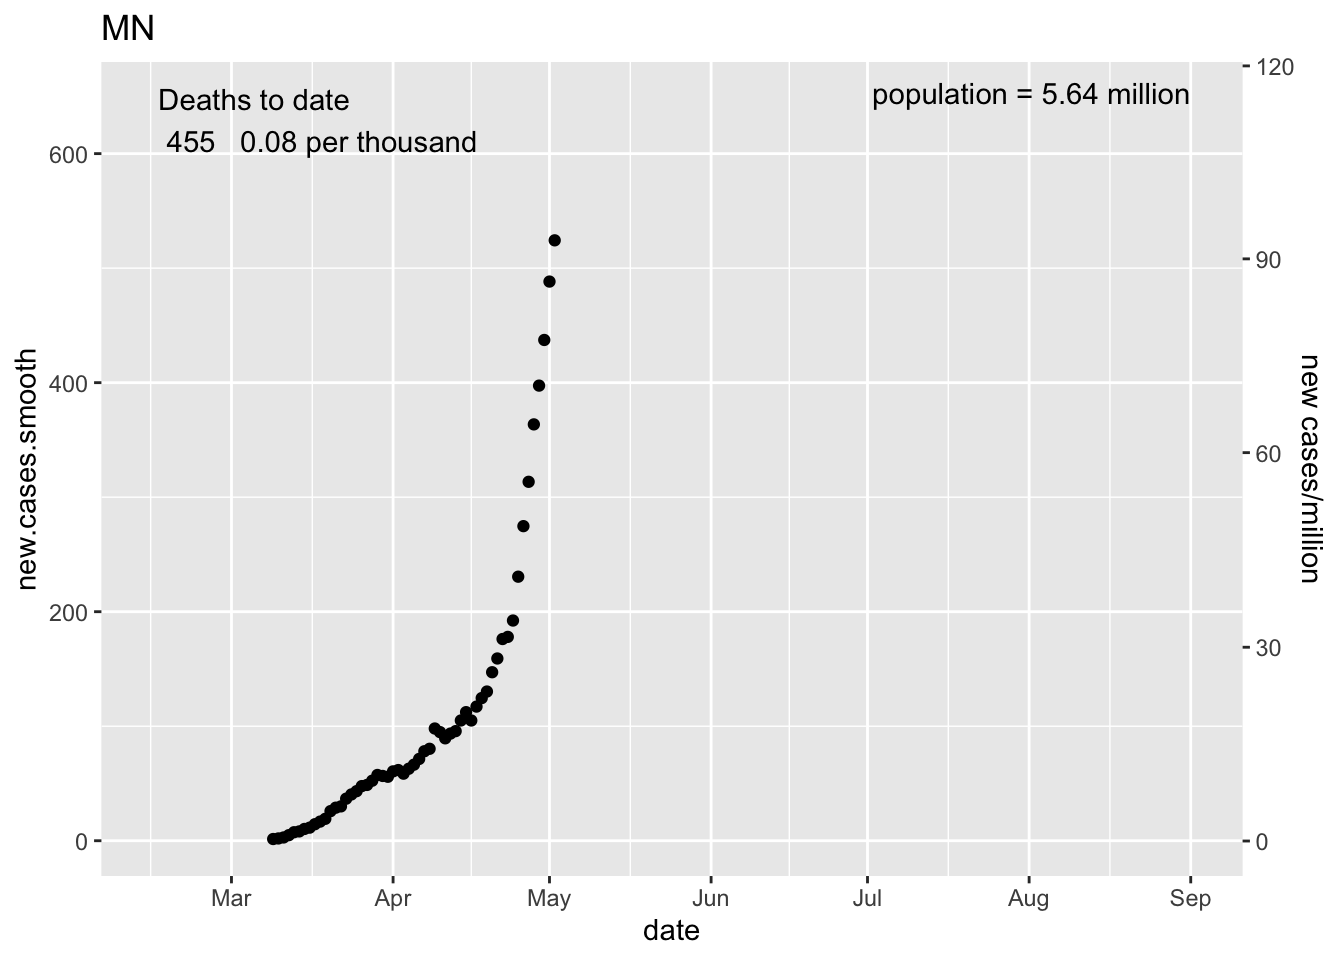 MN
Deaths to date
455 0.08 per thousand
population = 5.64 million
new.cases.smooth
600
400
200
0
120
90
60
30
0
new cases/million
Mar Apr May Jun Jul Aug Sep
date